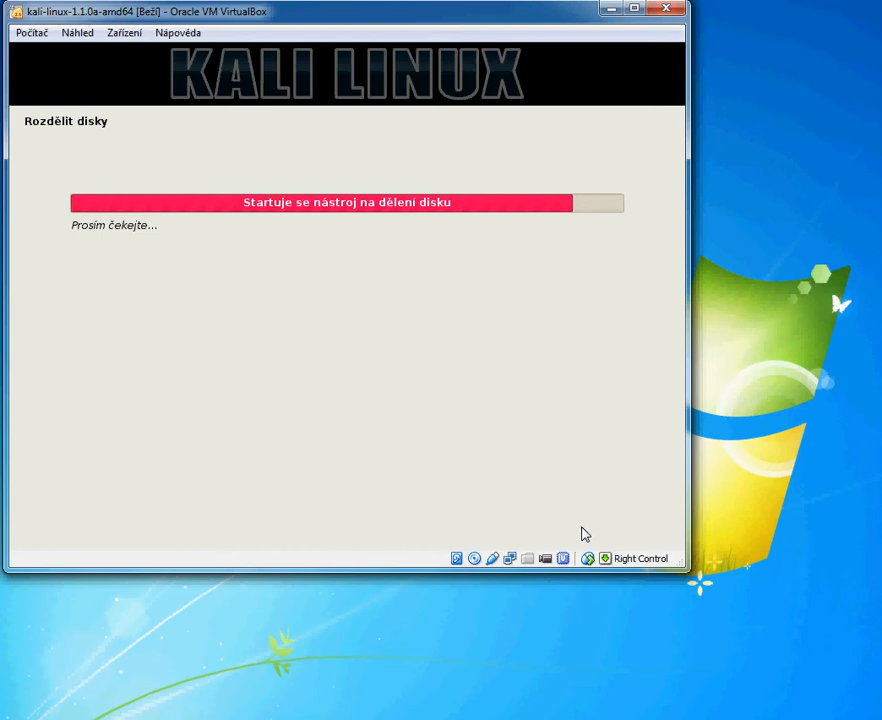 kali-linux-1.1.0a-amd64 [Beží] - Oracle VM VirtualBox
Počítač Náhled Zařízení Nápověda
KALI LINUX
Rozdělit disky
Startuje se nástroj na dělení disku
Prosím čekejte...
Right Control